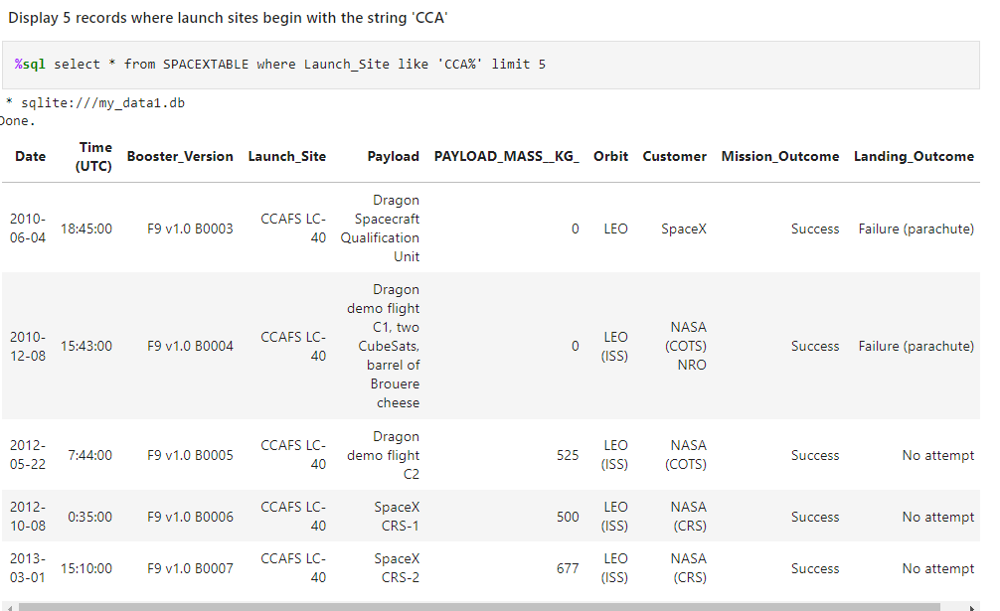 Display 5 records where launch sites begin with the string 'CCA'
%sql select * from SPACEXTABLE where Launch_Site like 'CCA%' limit 5
* sqlite:///my_data1.db
Done.
Date Time (UTC) Booster_Version Launch_Site Payload PAYLOAD_MASS__KG_ Orbit Customer Mission_Outcome Landing_Outcome
2010-06-04 18:45:00 F9 v1.0 B0003 CCAFS LC-40 Dragon Spacecraft Qualification Unit 0 LEO SpaceX Success Failure (parachute)
2010-12-08 15:43:00 F9 v1.0 B0004 CCAFS LC-40 Dragon demo flight C1, two CubeSats, barrel of Brouere cheese 0 LEO (ISS) NASA (COTS) NRO Success Failure (parachute)
2012-05-22 7:44:00 F9 v1.0 B0005 CCAFS LC-40 Dragon demo flight C2 525 LEO (ISS) NASA (COTS) Success No attempt
2012-10-08 0:35:00 F9 v1.0 B0006 CCAFS LC-40 SpaceX CRS-1 500 LEO (ISS) NASA (CRS) Success No attempt
2013-03-01 15:10:00 F9 v1.0 B0007 CCAFS LC-40 SpaceX CRS-2 677 LEO (ISS) NASA (CRS) Success No attempt